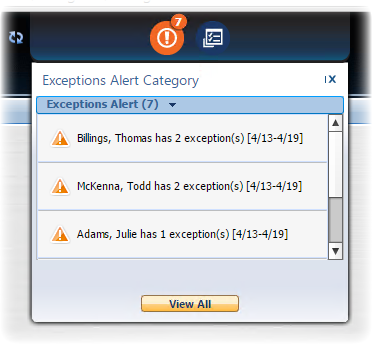 7
Exceptions Alert Category
X
Exceptions Alert (7)
Billings, Thomas has 2 exception(s) [4/13-4/19]
McKenna, Todd has 2 exception(s) [4/13-4/19]
Adams, Julie has 1 exception(s) [4/13-4/19]
View All